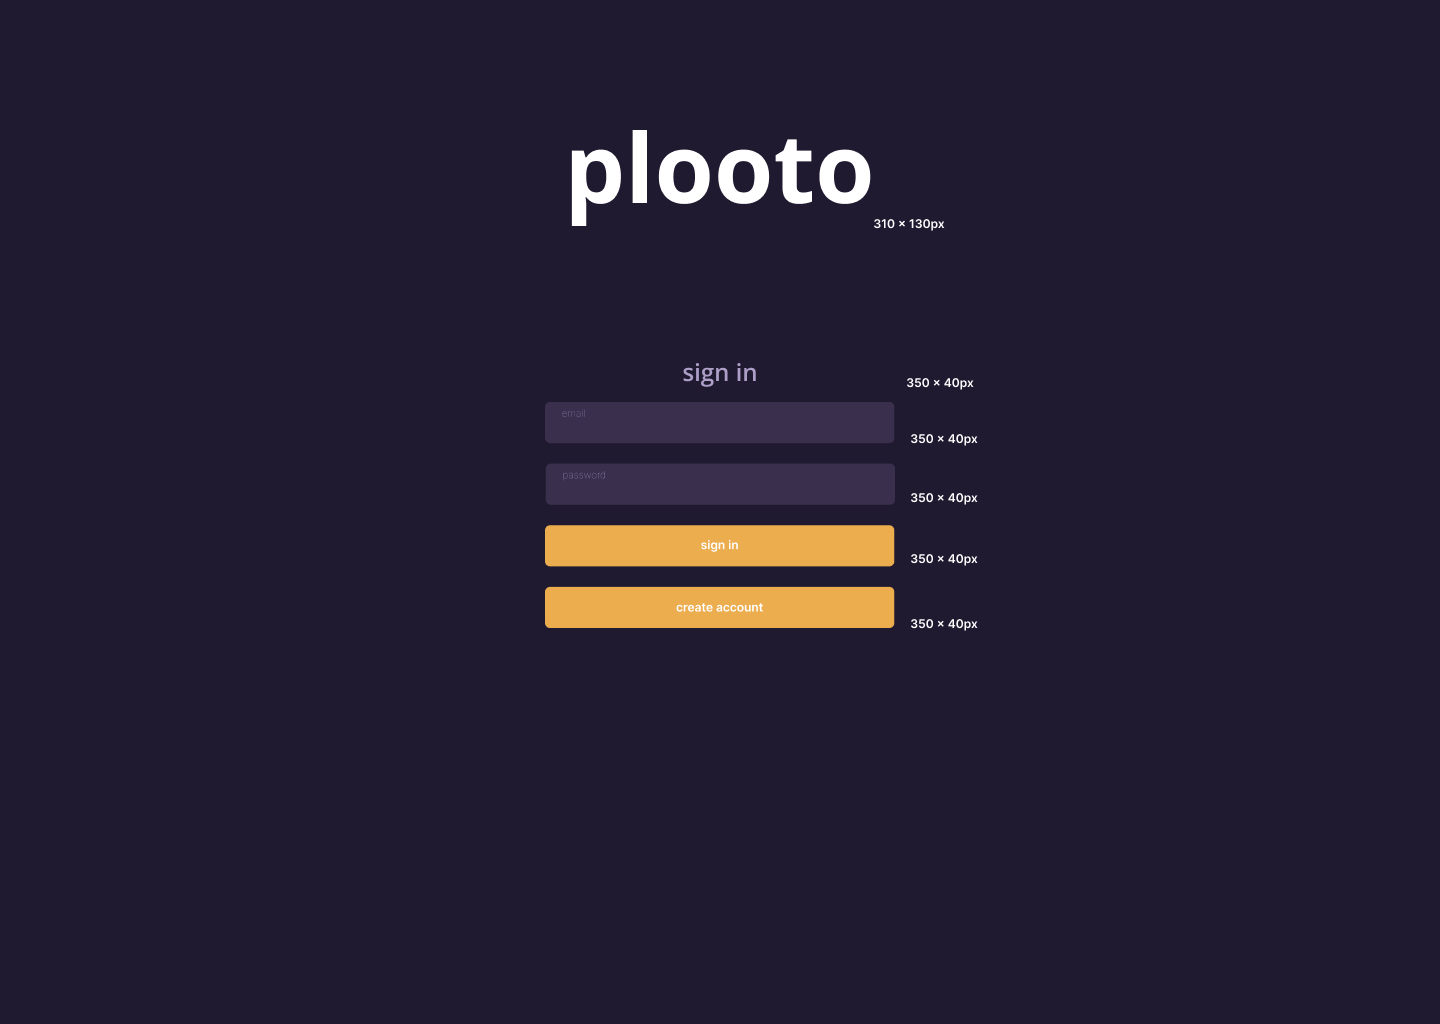 plooto
310 × 130px
sign in
350 × 40px
email
350 × 40px
password
350 × 40px
sign in
350 × 40px
create account
350 × 40px